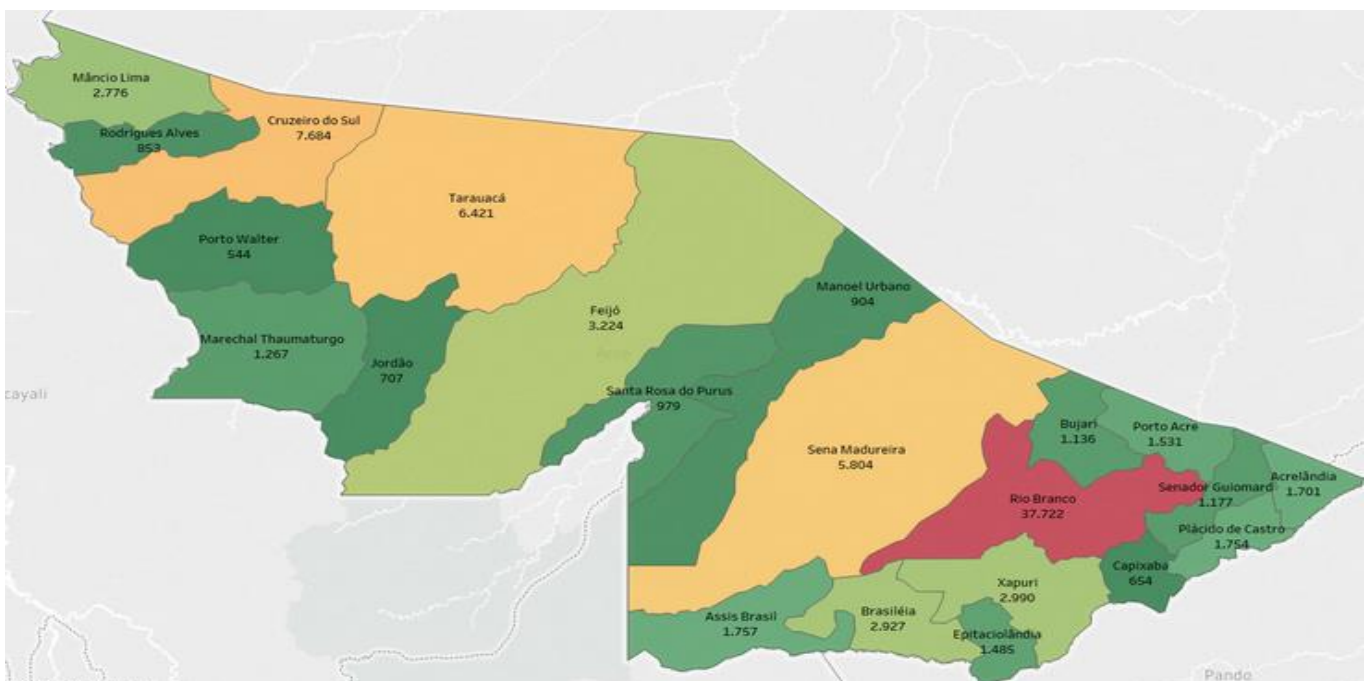 Mâncio Lima
2.776
Rodrigues Alves
853
Cruzeiro do Sul
7.684
Tarauacá
6.421
Porto Walter
544
Marechal Thaumaturgo
1.267
Jordão
707
Feijó
3.224
Acre
Manoel Urbano
904
Santa Rosa do Purus
979
Sena Madureira
5.804
Bujari
1.136
Porto Acre
1.531
Rio Branco
37.722
Senador Guiomard
1.177
Acrelândia
1.701
Plácido de Castro
1.754
Capixaba
654
Xapuri
2.990
Assis Brasil
1.757
Brasiléia
2.927
Epitaciolândia
1.485
cayali
Pando